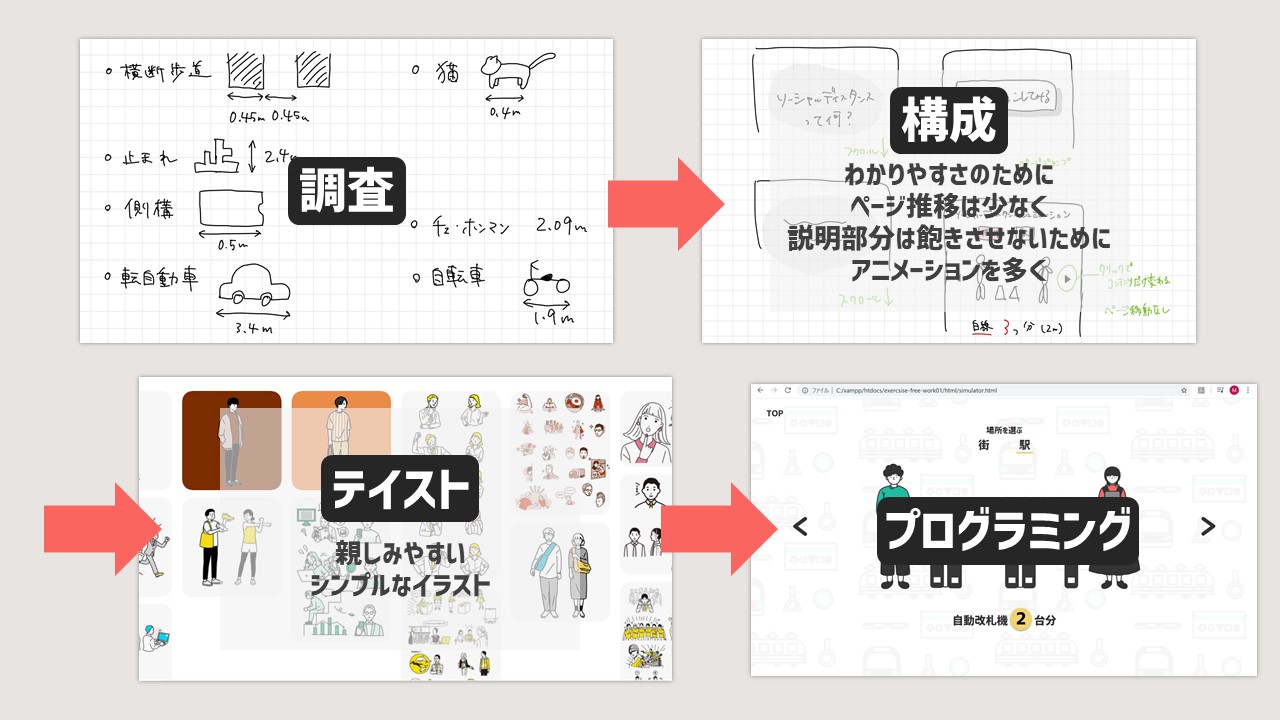 横断歩道
0.45m 0.45m
猫
0.4m
止まれ
2.4m
調査
側構
0.5m
チェ・ホンマン 2.09m
転自動車
3.4m
自転車
1.9m
構成
ソーシャルディスタンス
って何?
してみる
スクロール↓
わかりやすさのために
ページ推移は少なく
説明部分は飽きさせないために
アニメーションを多く
クリックで
コンテンツだけ変わる
ページ移動なし
スクロール↓
白線 3つ分 (2m)
テイスト
親しみやすい
シンプルなイラスト
ファイル | C:/xampp/htdocs/exercsise-free-work01/html/simulator.html
M
TOP
場所を選ぶ
街 駅
プログラミング
自動改札機 2 台分